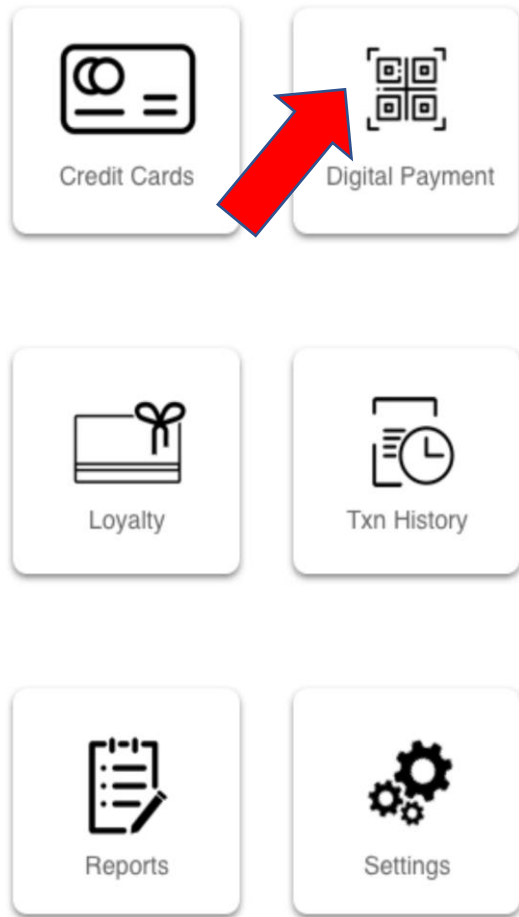 Credit Cards
Digital Payment
Loyalty
Txn History
Reports
Settings